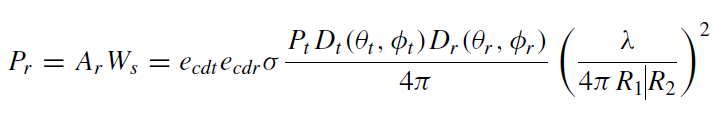 P_r = A_r W_s = e_{cdt} e_{cdr} σ \frac{P_t D_t(θ_t, ϕ_t) D_r(θ_r, ϕ_r)}{4π} \left( \frac{λ}{4π R_1 | R_2} \right)^2